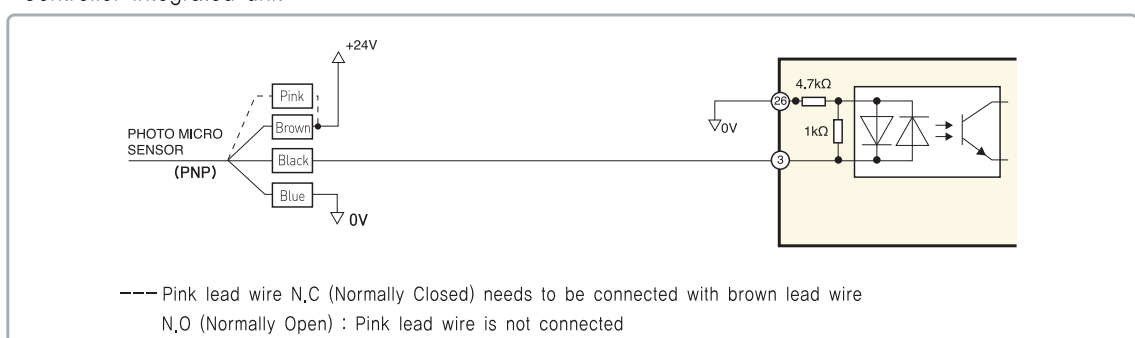 +24V
Pink
Brown
PHOTO MICRO
SENSOR
(PNP)
Black
Blue
0V
0V
26
4.7kΩ
1kΩ
3
--- Pink lead wire N.C (Normally Closed) needs to be connected with brown lead wire
N.O (Normally Open) : Pink lead wire is not connected